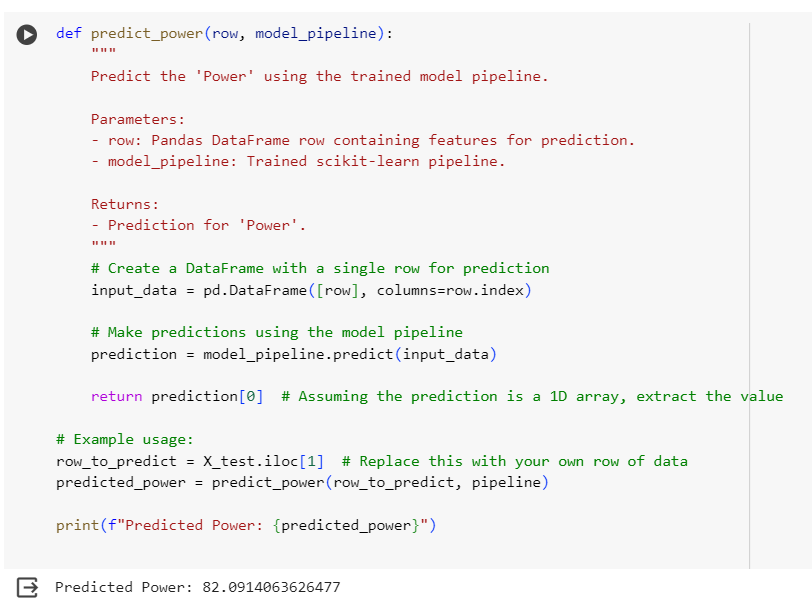 def predict_power(row, model_pipeline):
    """
    Predict the 'Power' using the trained model pipeline.

    Parameters:
    - row: Pandas DataFrame row containing features for prediction.
    - model_pipeline: Trained scikit-learn pipeline.

    Returns:
    - Prediction for 'Power'.
    """
    # Create a DataFrame with a single row for prediction
    input_data = pd.DataFrame([row], columns=row.index)

    # Make predictions using the model pipeline
    prediction = model_pipeline.predict(input_data)

    return prediction[0]  # Assuming the prediction is a 1D array, extract the value

# Example usage:
row_to_predict = X_test.iloc[1]  # Replace this with your own row of data
predicted_power = predict_power(row_to_predict, pipeline)

print(f"Predicted Power: {predicted_power}")

Predicted Power: 82.0914063626477